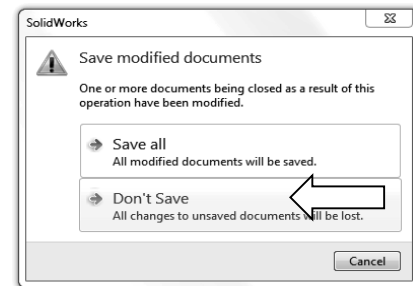 SolidWorks
Save modified documents
One or more documents being closed as a result of this
operation have been modified.
Save all
All modified documents will be saved.
Don't Save
All changes to unsaved documents will be lost.
Cancel